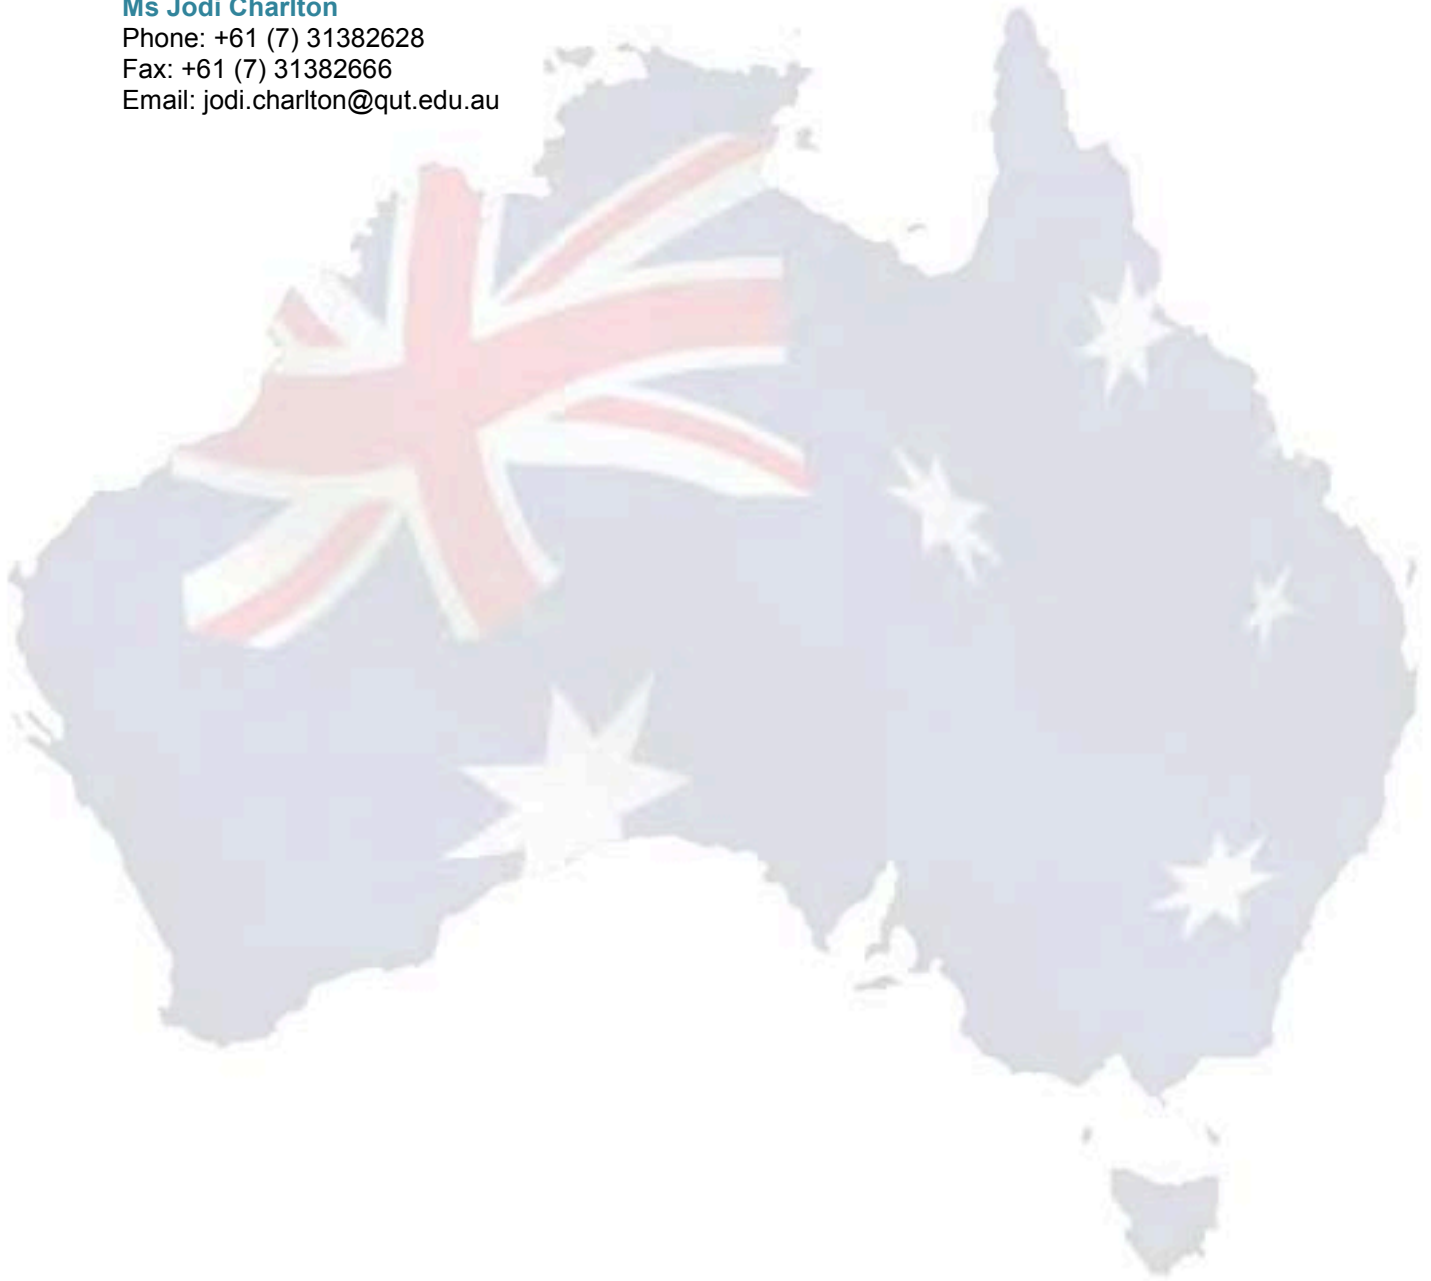 Ms Jodi Charlton
Phone: +61 (7) 31382628
Fax: +61 (7) 31382666
Email: jodi.charlton@qut.edu.au